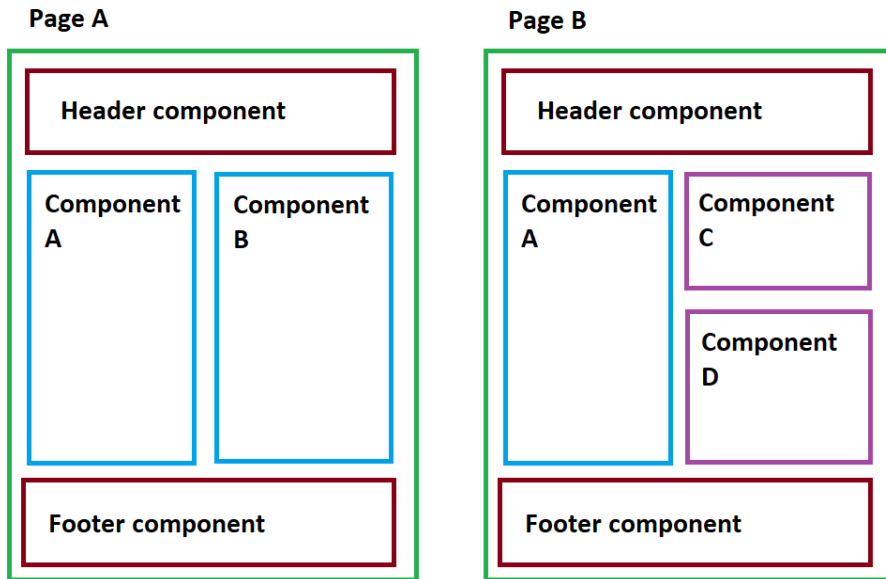 Page A
Header component
Component
A
Component
B
Footer component
Page B
Header component
Component
A
Component
C
Component
D
Footer component